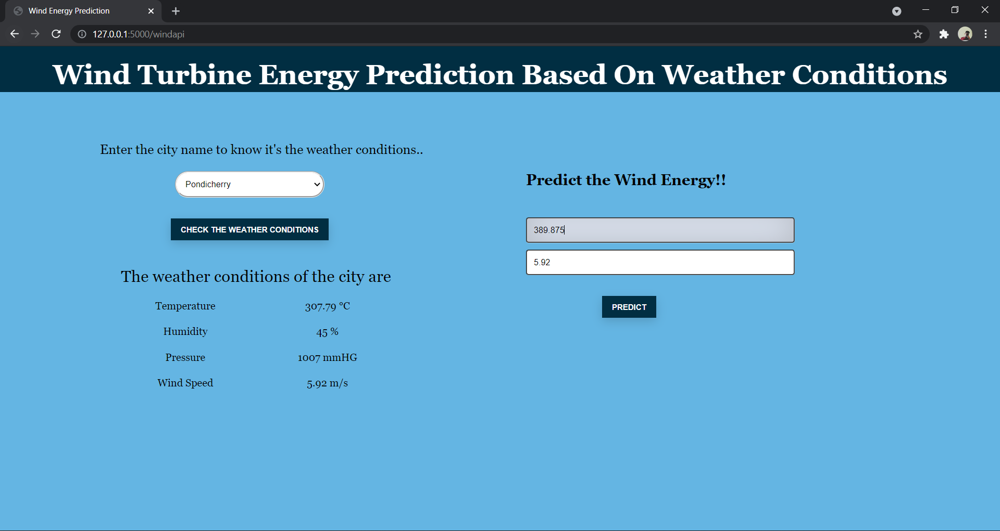 Wind Energy Prediction
127.0.0.1:5000/windapi
Wind Turbine Energy Prediction Based On Weather Conditions
Enter the city name to know it's the weather conditions..
Pondicherry
CHECK THE WEATHER CONDITIONS
The weather conditions of the city are
Temperature 307.79 °C
Humidity 45 %
Pressure 1007 mmHG
Wind Speed 5.92 m/s
Predict the Wind Energy!!
389.875
5.92
PREDICT